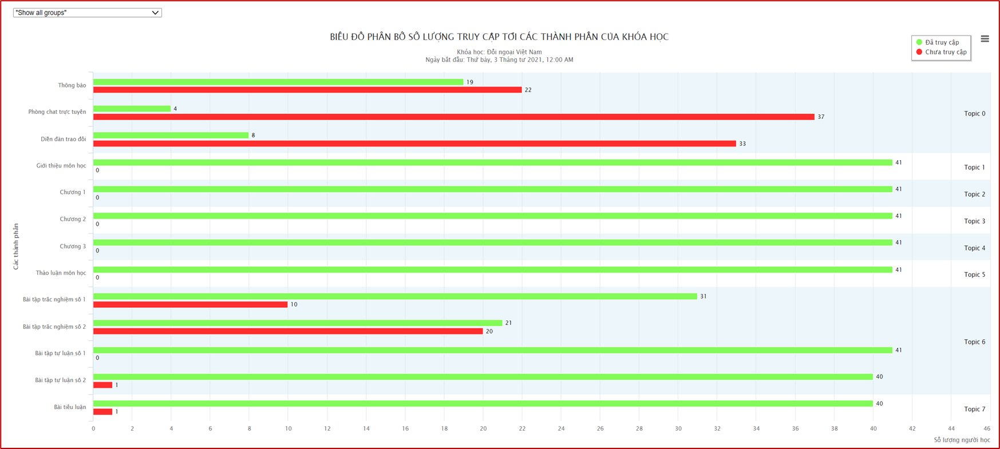 "Show all groups"
BIỂU ĐỒ PHÂN BỐ SỐ LƯỢNG TRUY CẬP TỚI CÁC THÀNH PHẦN CỦA KHÓA HỌC
Khóa học: Đối ngoại Việt Nam
Ngày bắt đầu: Thứ bảy, 3 Tháng tư 2021, 12:00 AM
Đã truy cập
Chưa truy cập
Các thành phần
Thông báo
19
22
Phòng chat trực tuyến
4
37
Topic 0
Diễn đàn trao đổi
8
33
Giới thiệu môn học
41
0
Topic 1
Chương 1
41
0
Topic 2
Chương 2
41
0
Topic 3
Chương 3
41
0
Topic 4
Thảo luận môn học
41
0
Topic 5
Bài tập trắc nghiệm số 1
31
10
Bài tập trắc nghiệm số 2
21
20
Topic 6
Bài tập tự luận số 1
41
0
Bài tập tự luận số 2
40
1
Bài tiểu luận
40
1
Topic 7
0 2 4 6 8 10 12 14 16 18 20 22 24 26 28 30 32 34 36 38 40 42 44 46
Số lượng người học